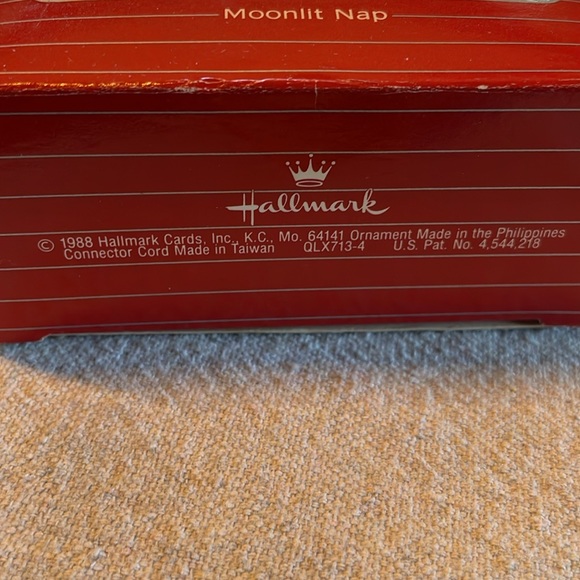 Moonlit Nap
Hallmark
© 1988 Hallmark Cards, Inc., K.C., Mo. 64141 Ornament Made in the Philippines
Connector Cord Made in Taiwan QLX713-4 U.S. Pat. No. 4,544,218